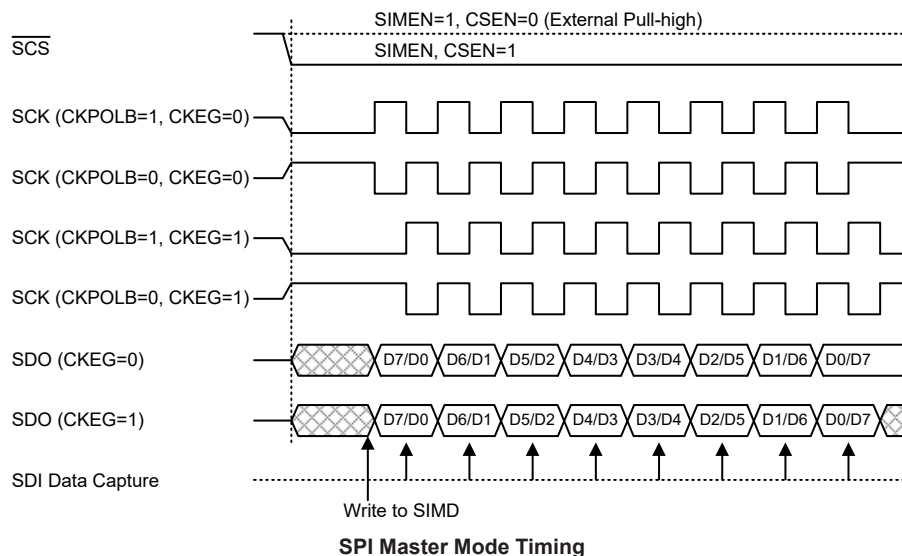 SIMEN=1, CSEN=0 (External Pull-high)
SCS
SIMEN, CSEN=1
SCK (CKPOLB=1, CKEG=0)
SCK (CKPOLB=0, CKEG=0)
SCK (CKPOLB=1, CKEG=1)
SCK (CKPOLB=0, CKEG=1)
SDO (CKEG=0) D7/D0 D6/D1 D5/D2 D4/D3 D3/D4 D2/D5 D1/D6 D0/D7
SDO (CKEG=1) D7/D0 D6/D1 D5/D2 D4/D3 D3/D4 D2/D5 D1/D6 D0/D7
SDI Data Capture
Write to SIMD
SPI Master Mode Timing